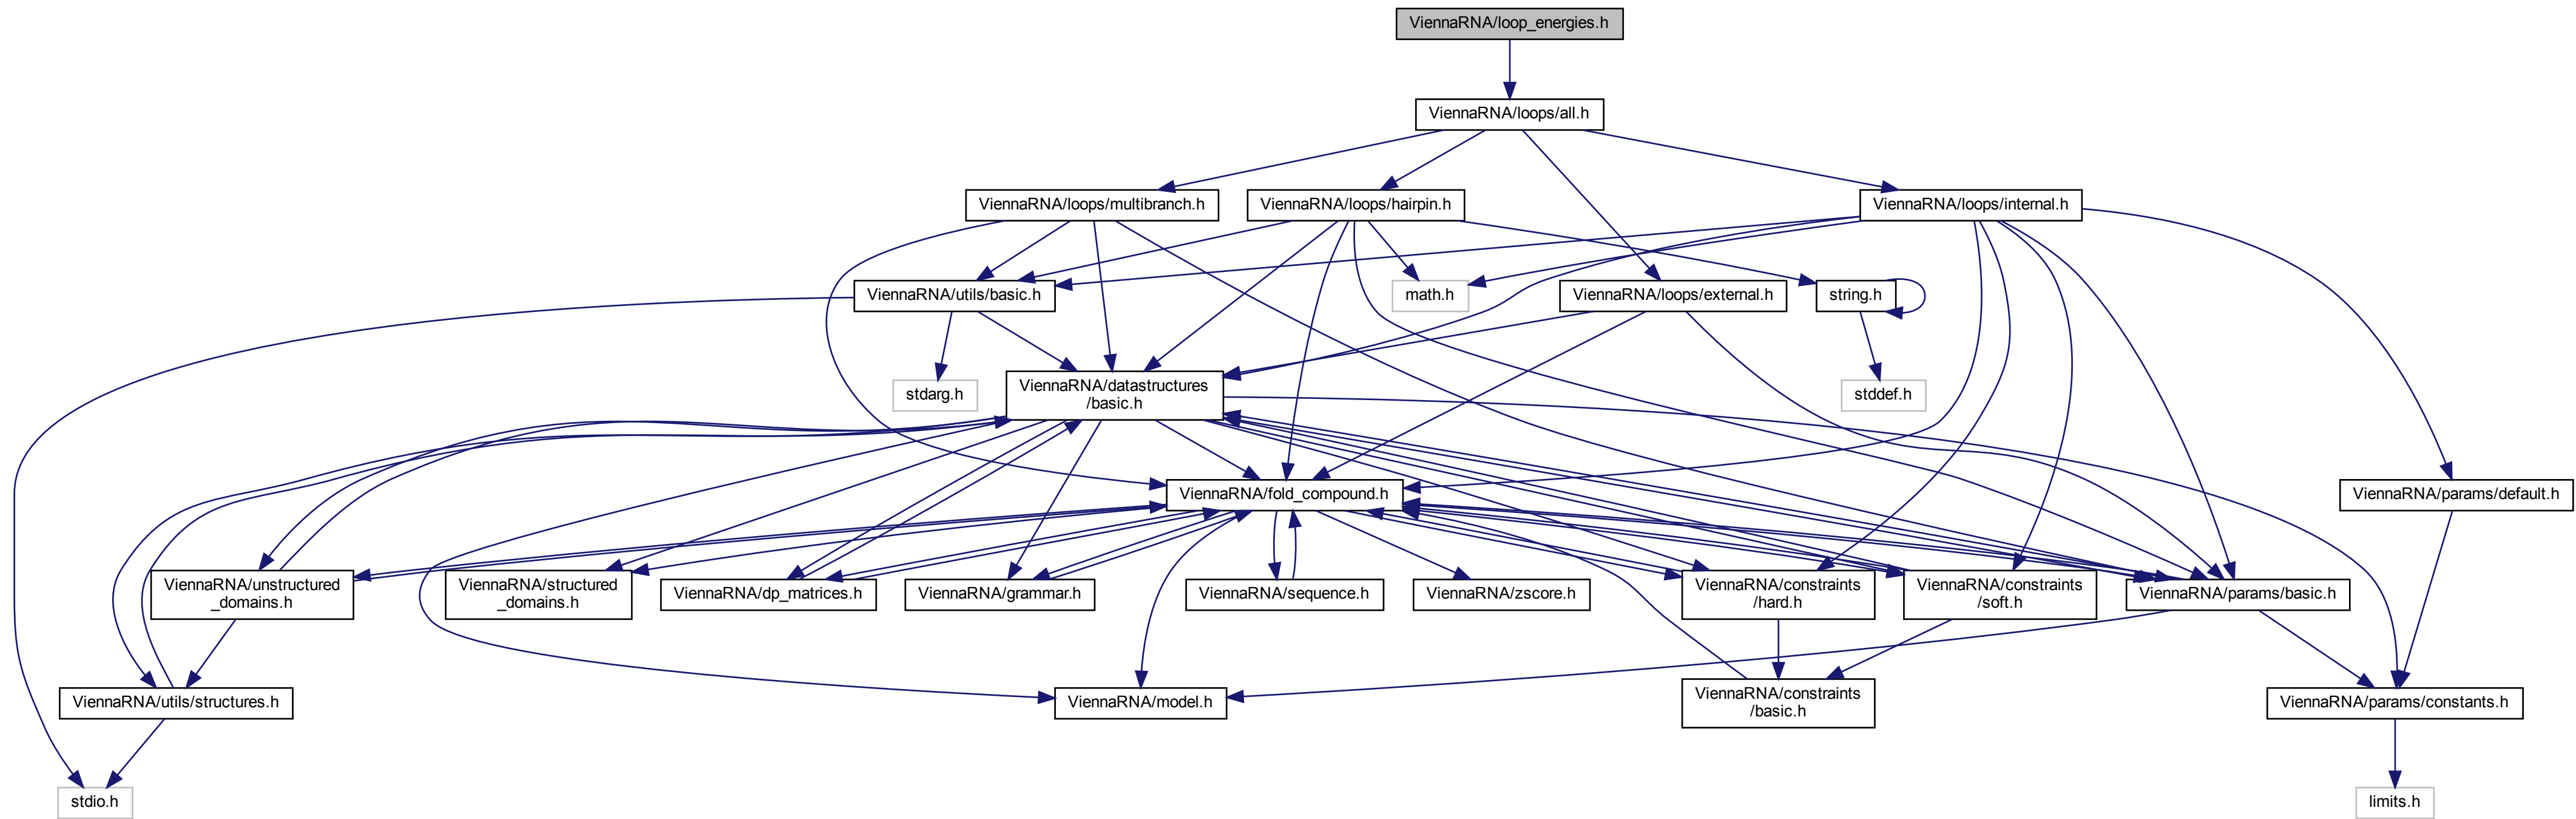 ViennaRNA/loop_energies.h
ViennaRNA/loops/all.h
ViennaRNA/loops/multibranch.h
ViennaRNA/loops/hairpin.h
ViennaRNA/loops/internal.h
ViennaRNA/utils/basic.h
math.h
ViennaRNA/loops/external.h
string.h
stdarg.h
ViennaRNA/datastructures
/basic.h
stddef.h
ViennaRNA/fold_compound.h
ViennaRNA/params/default.h
ViennaRNA/unstructured
_domains.h
ViennaRNA/structured
_domains.h
ViennaRNA/dp_matrices.h
ViennaRNA/grammar.h
ViennaRNA/sequence.h
ViennaRNA/zscore.h
ViennaRNA/constraints
/hard.h
ViennaRNA/constraints
/soft.h
ViennaRNA/params/basic.h
ViennaRNA/utils/structures.h
ViennaRNA/model.h
ViennaRNA/constraints
/basic.h
ViennaRNA/params/constants.h
stdio.h
limits.h